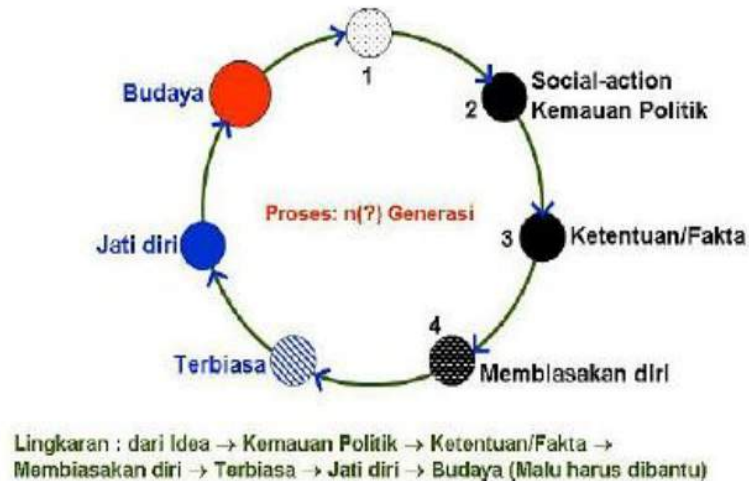 1
Social-action
2
Kemauan Politik
Budaya
Proses: n(?) Generasi
3
Ketentuan/Fakta
Jati diri
4
Terbiasa
Membiasakan diri
Lingkaran : dari Idea → Kemauan Politik → Ketentuan/Fakta →
Membiasakan diri → Terbiasa → Jati diri → Budaya (Malu harus dibantu)